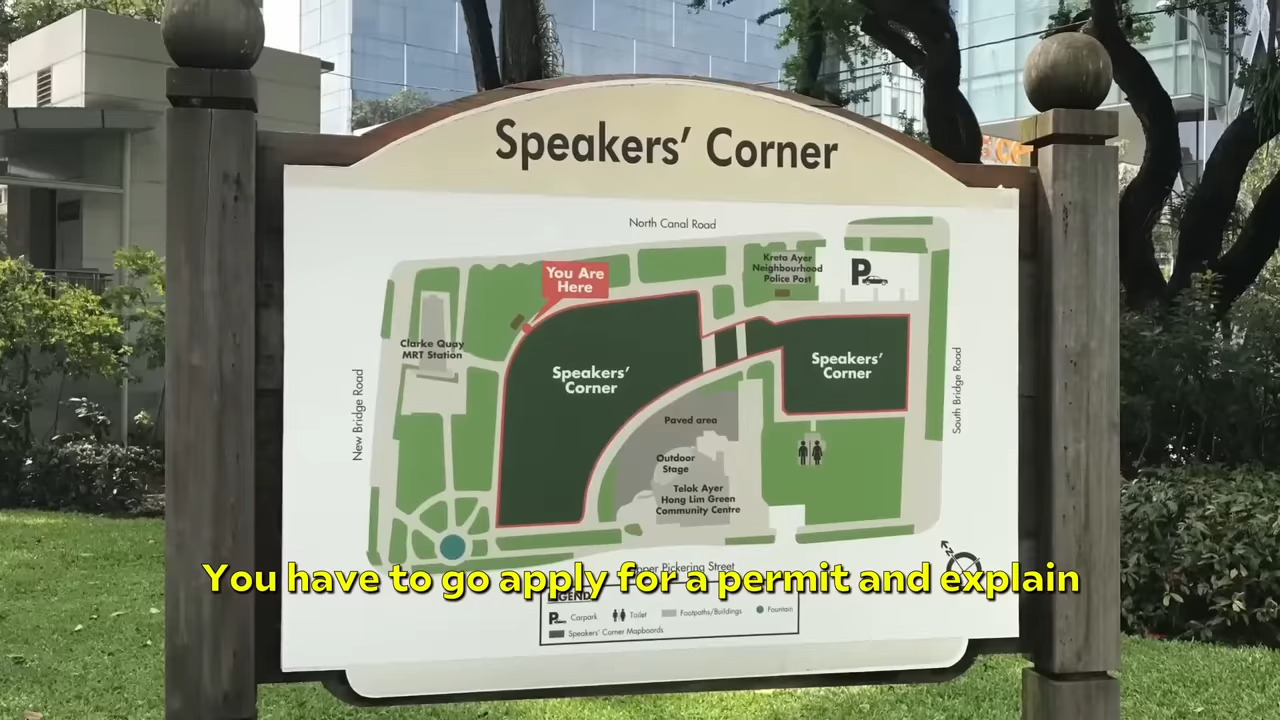 Speakers' Corner
North Canal Road
You Are
Here
Kreta Ayer
Neighbourhood
Police Post
P
Clarke Quay
MRT Station
Speakers'
Corner
Speakers'
Corner
New Bridge Road
South Bridge Road
Paved area
Outdoor
Stage
Telok Ayer
Hong Lim Green
Community Centre
N
Pickering Street
You have to go apply for a permit and explain
LEGEND
P Carpark
Toilet
Footpaths/Buildings
Fountain
Speakers' Corner Mapboards